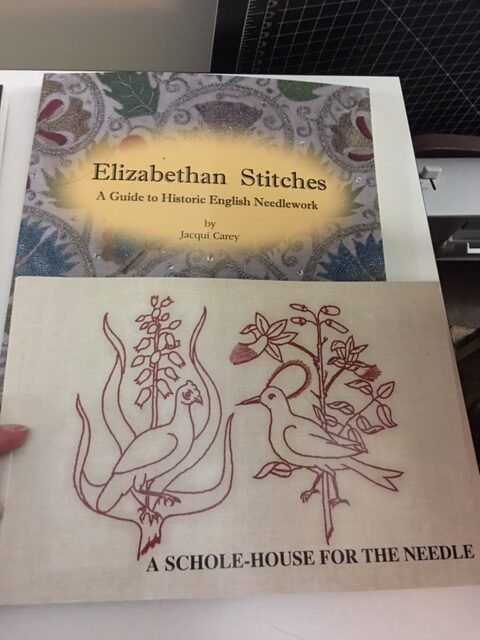 Elizabethan Stitches
A Guide to Historic English Needlework
by
Jacqui Carey
A SCHOLE-HOUSE FOR THE NEEDLE